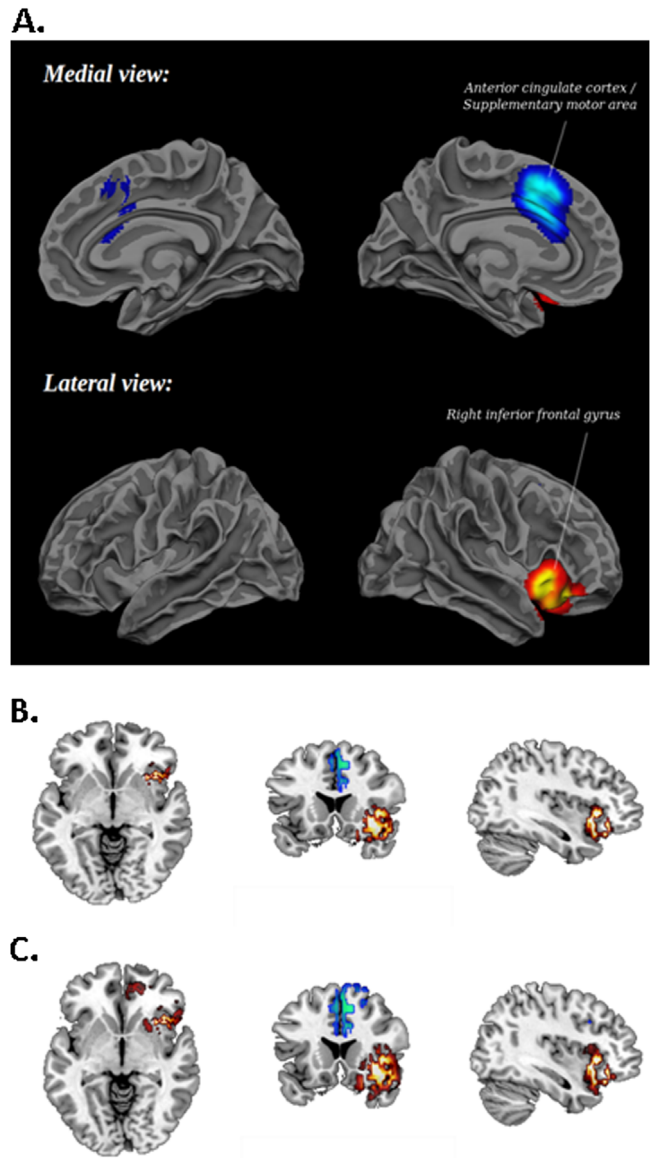 A.
Medial view:
Anterior cingulate cortex /
Supplementary motor area
Lateral view:
Right inferior frontal gyrus
B.
C.